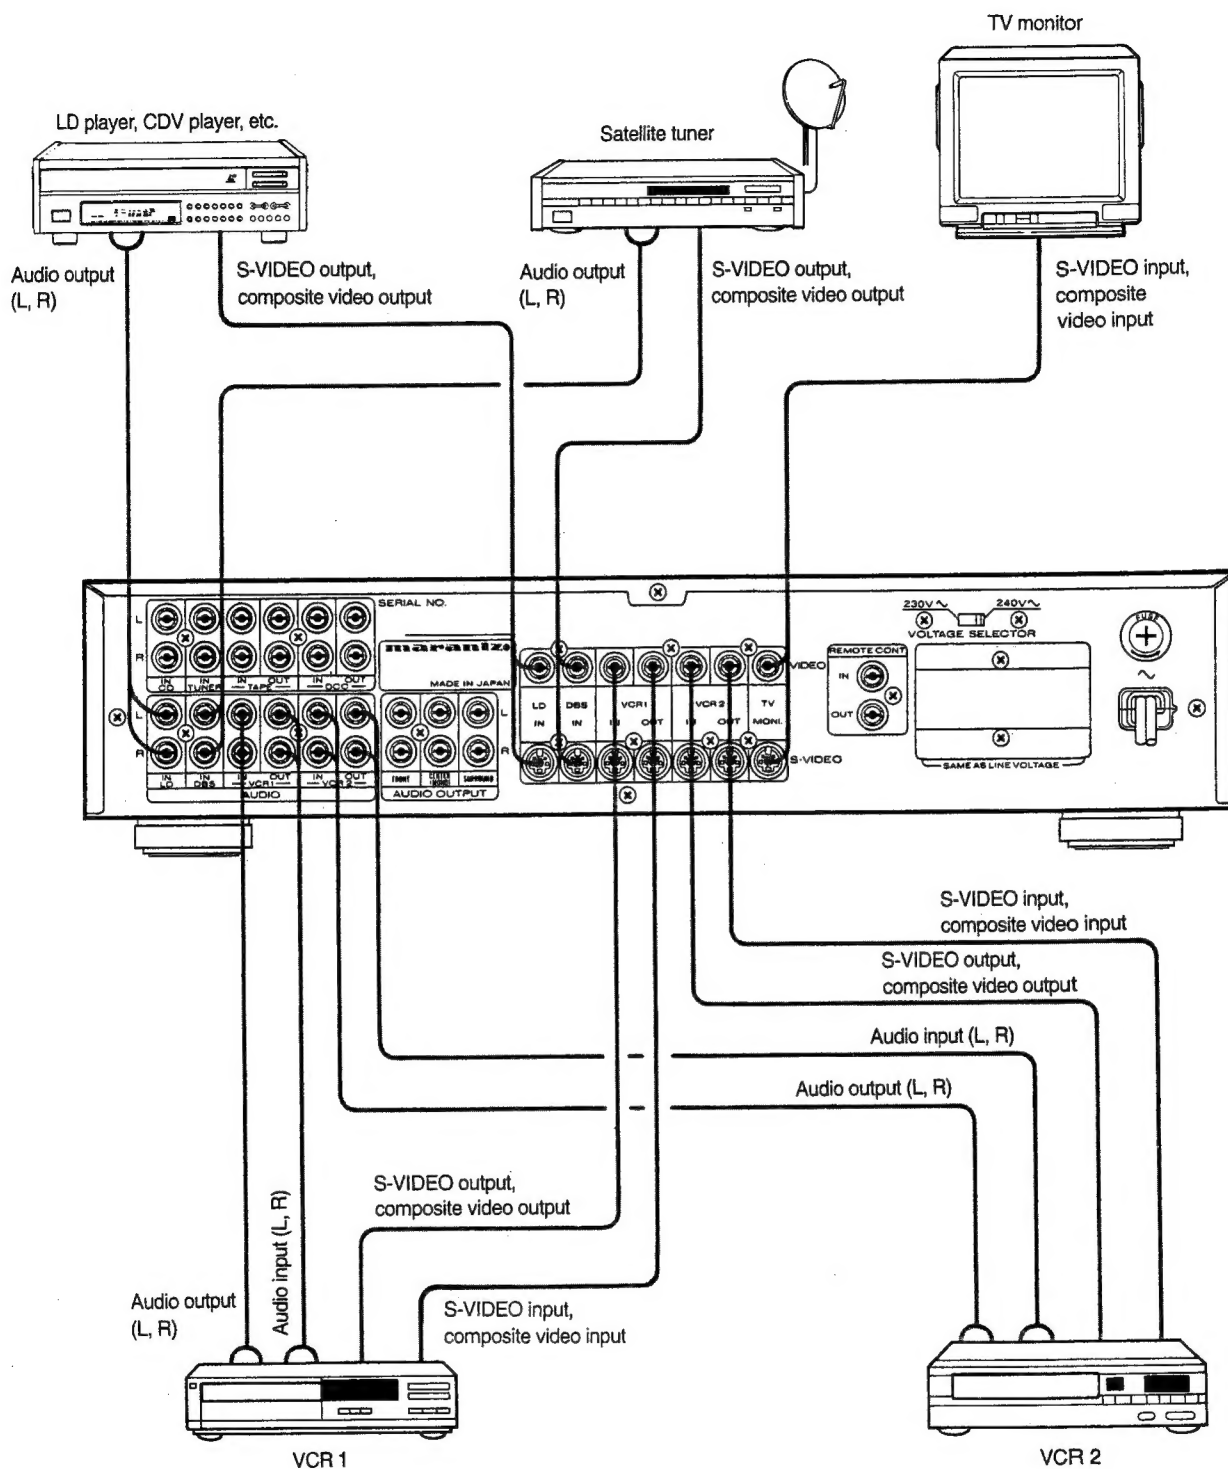 TV monitor
LD player, CDV player, etc.
Satellite tuner
Audio output
(L, R)
S-VIDEO output,
composite video output
Audio output
(L, R)
S-VIDEO output,
composite video output
S-VIDEO input,
composite
video input
SERIAL NO.
230V~ 240V~
VOLTAGE SELECTOR
FUSE
L
R
IN IN IN OUT IN OUT
CD TUNER TAPE DCC
marantz
MADE IN JAPAN
VIDEO
REMOTE CONT.
IN
OUT
~
LD DBS VCR1 VCR 2 TV
IN IN IN OUT IN OUT MONI.
S-VIDEO
L
R
IN IN IN OUT IN OUT
LD DBS VCR1 VCR 2
AUDIO
L
R
FRONT CENTER (MONO) SURROUND
AUDIO OUTPUT
SAME AS LINE VOLTAGE
S-VIDEO input,
composite video input
S-VIDEO output,
composite video output
Audio input (L, R)
Audio output (L, R)
S-VIDEO output,
composite video output
Audio input (L, R)
Audio output
(L, R)
S-VIDEO input,
composite video input
VCR 1
VCR 2